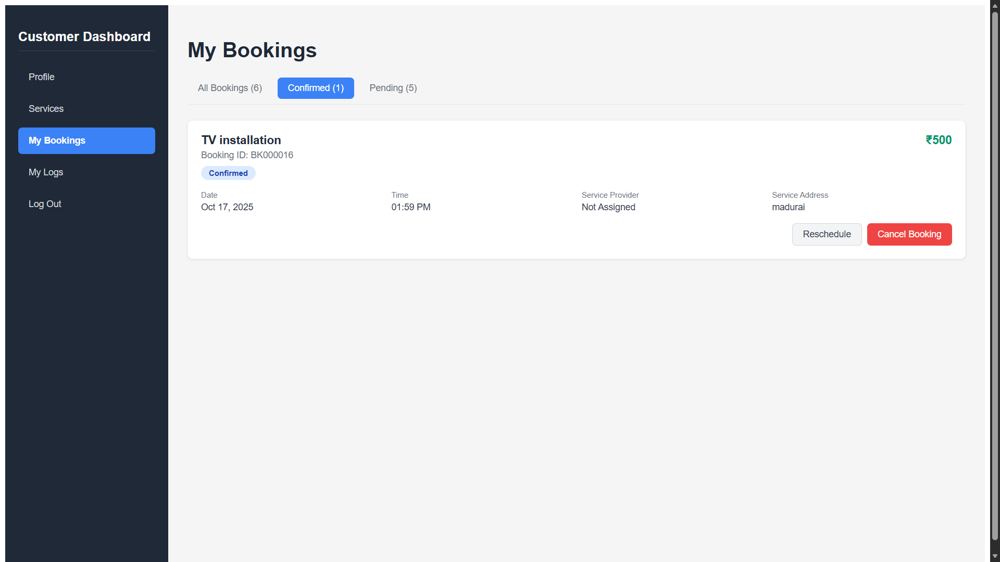 Customer Dashboard
Profile
Services
My Bookings
My Logs
Log Out
My Bookings
All Bookings (6)
Confirmed (1)
Pending (5)
TV installation
₹500
Booking ID: BK000016
Confirmed
Date
Time
Service Provider
Service Address
Oct 17, 2025
01:59 PM
Not Assigned
madurai
Reschedule
Cancel Booking